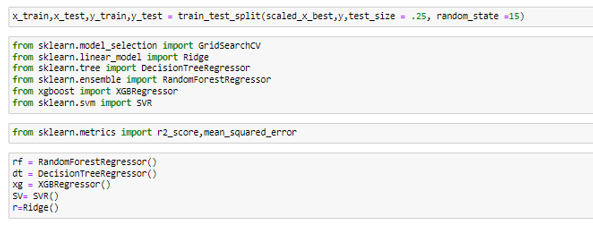 x_train,x_test,y_train,y_test = train_test_split(scaled_x_best,y,test_size = .25, random_state =15)
from sklearn.model_selection import GridSearchCV
from sklearn.linear_model import Ridge
from sklearn.tree import DecisionTreeRegressor
from sklearn.ensemble import RandomForestRegressor
from xgboost import XGBRegressor
from sklearn.svm import SVR
from sklearn.metrics import r2_score,mean_squared_error
rf = RandomForestRegressor()
dt = DecisionTreeRegressor()
xg = XGBRegressor()
SV= SVR()
r=Ridge()